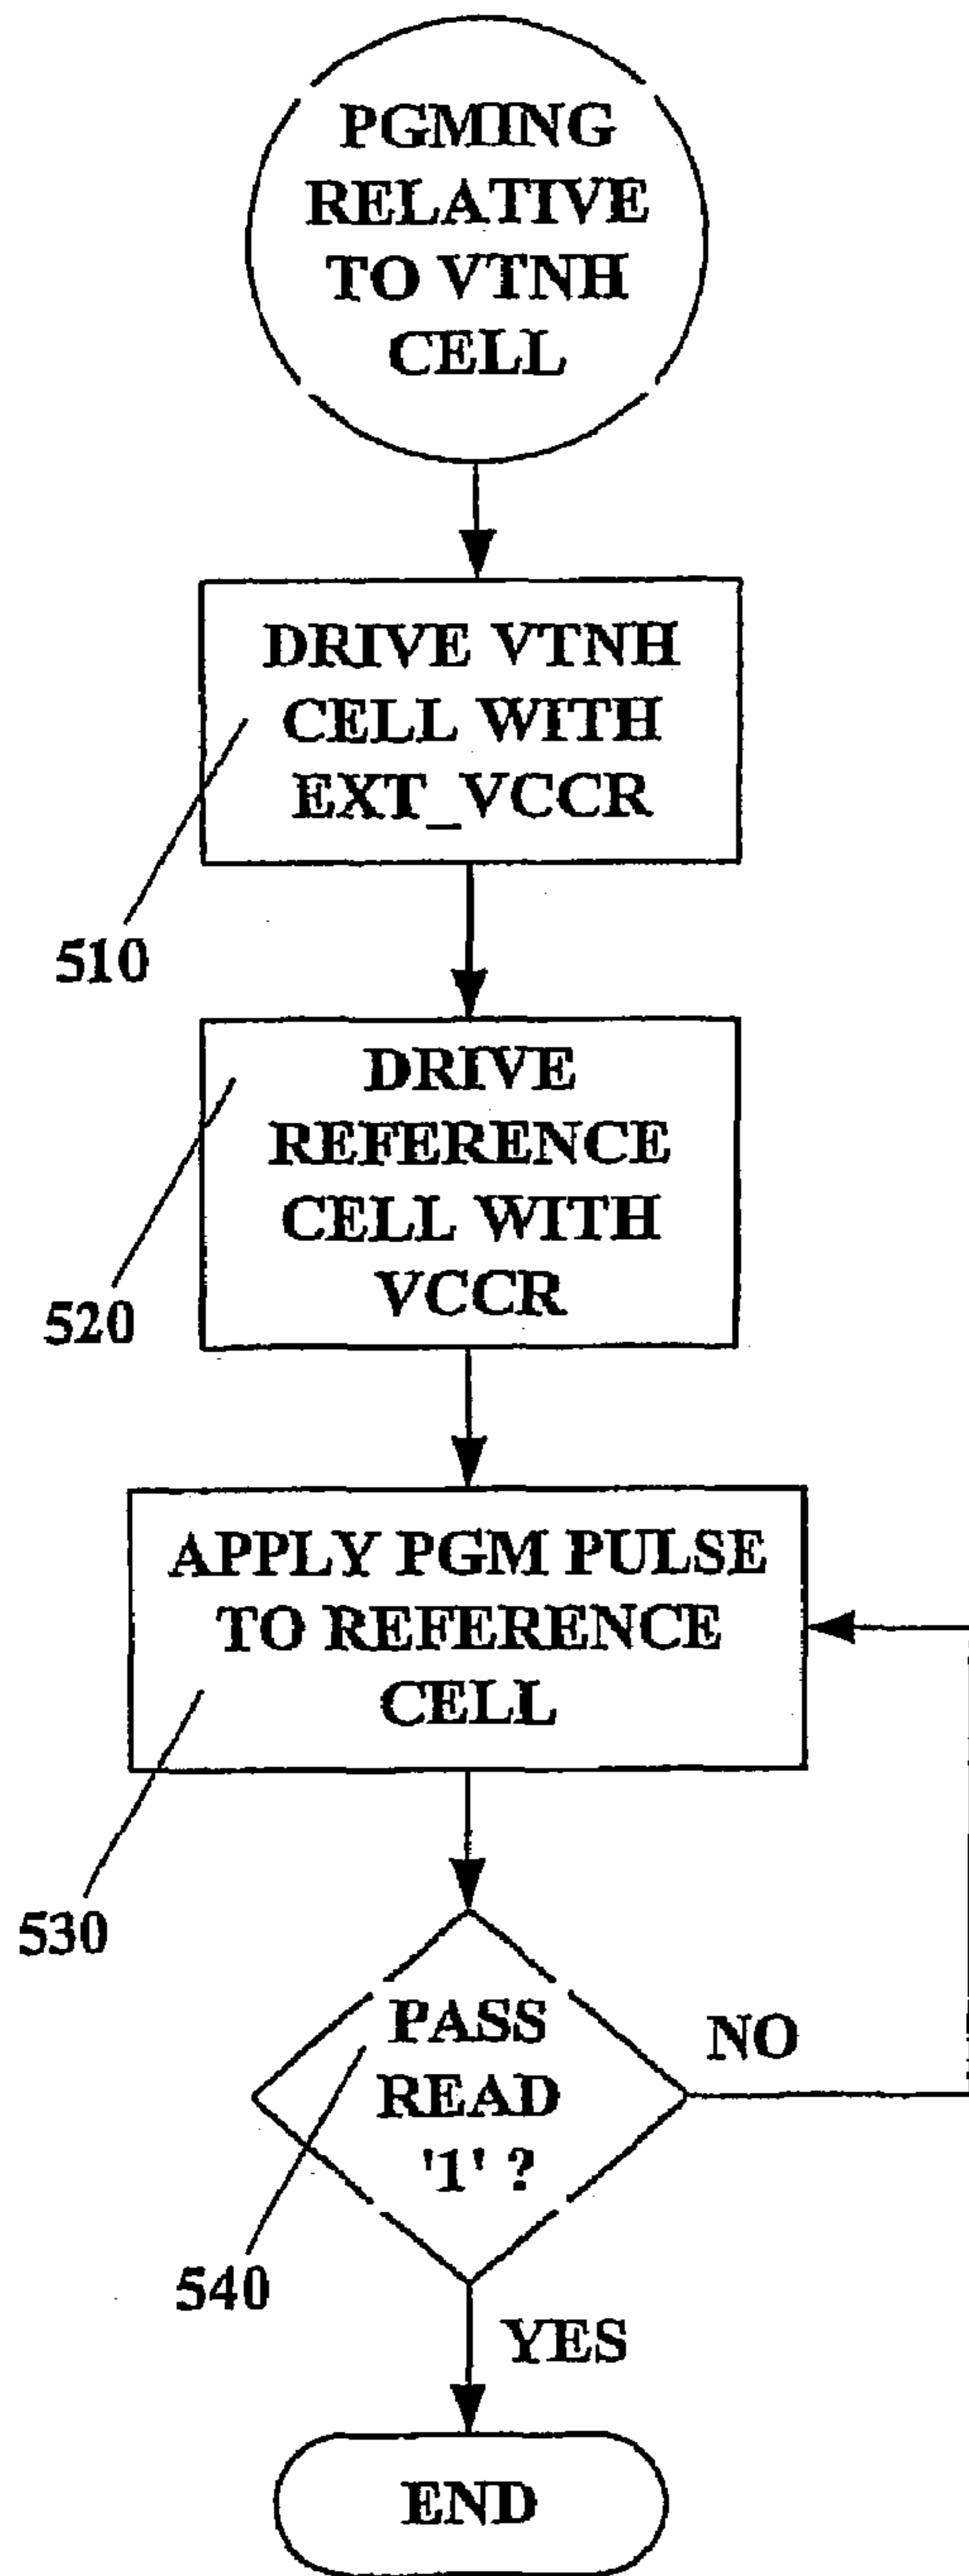 PGMING
RELATIVE
TO VTNH
CELL
DRIVE VTNH
CELL WITH
EXT_VCCR
510
DRIVE
REFERENCE
CELL WITH
VCCR
520
APPLY PGM PULSE
TO REFERENCE
CELL
530
PASS
READ
'1' ?
NO
540
YES
END